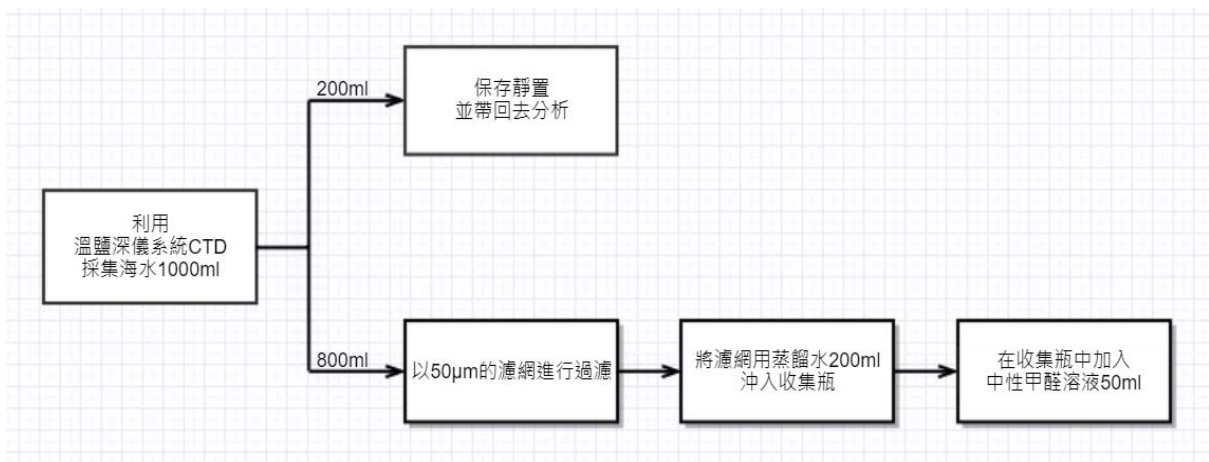 利用
溫鹽深儀系統CTD
採集海水1000ml
200ml
保存靜置
並帶回去分析
800ml
以50μm的濾網進行過濾
將濾網用蒸餾水200ml
沖入收集瓶
在收集瓶中加入
中性甲醛溶液50ml